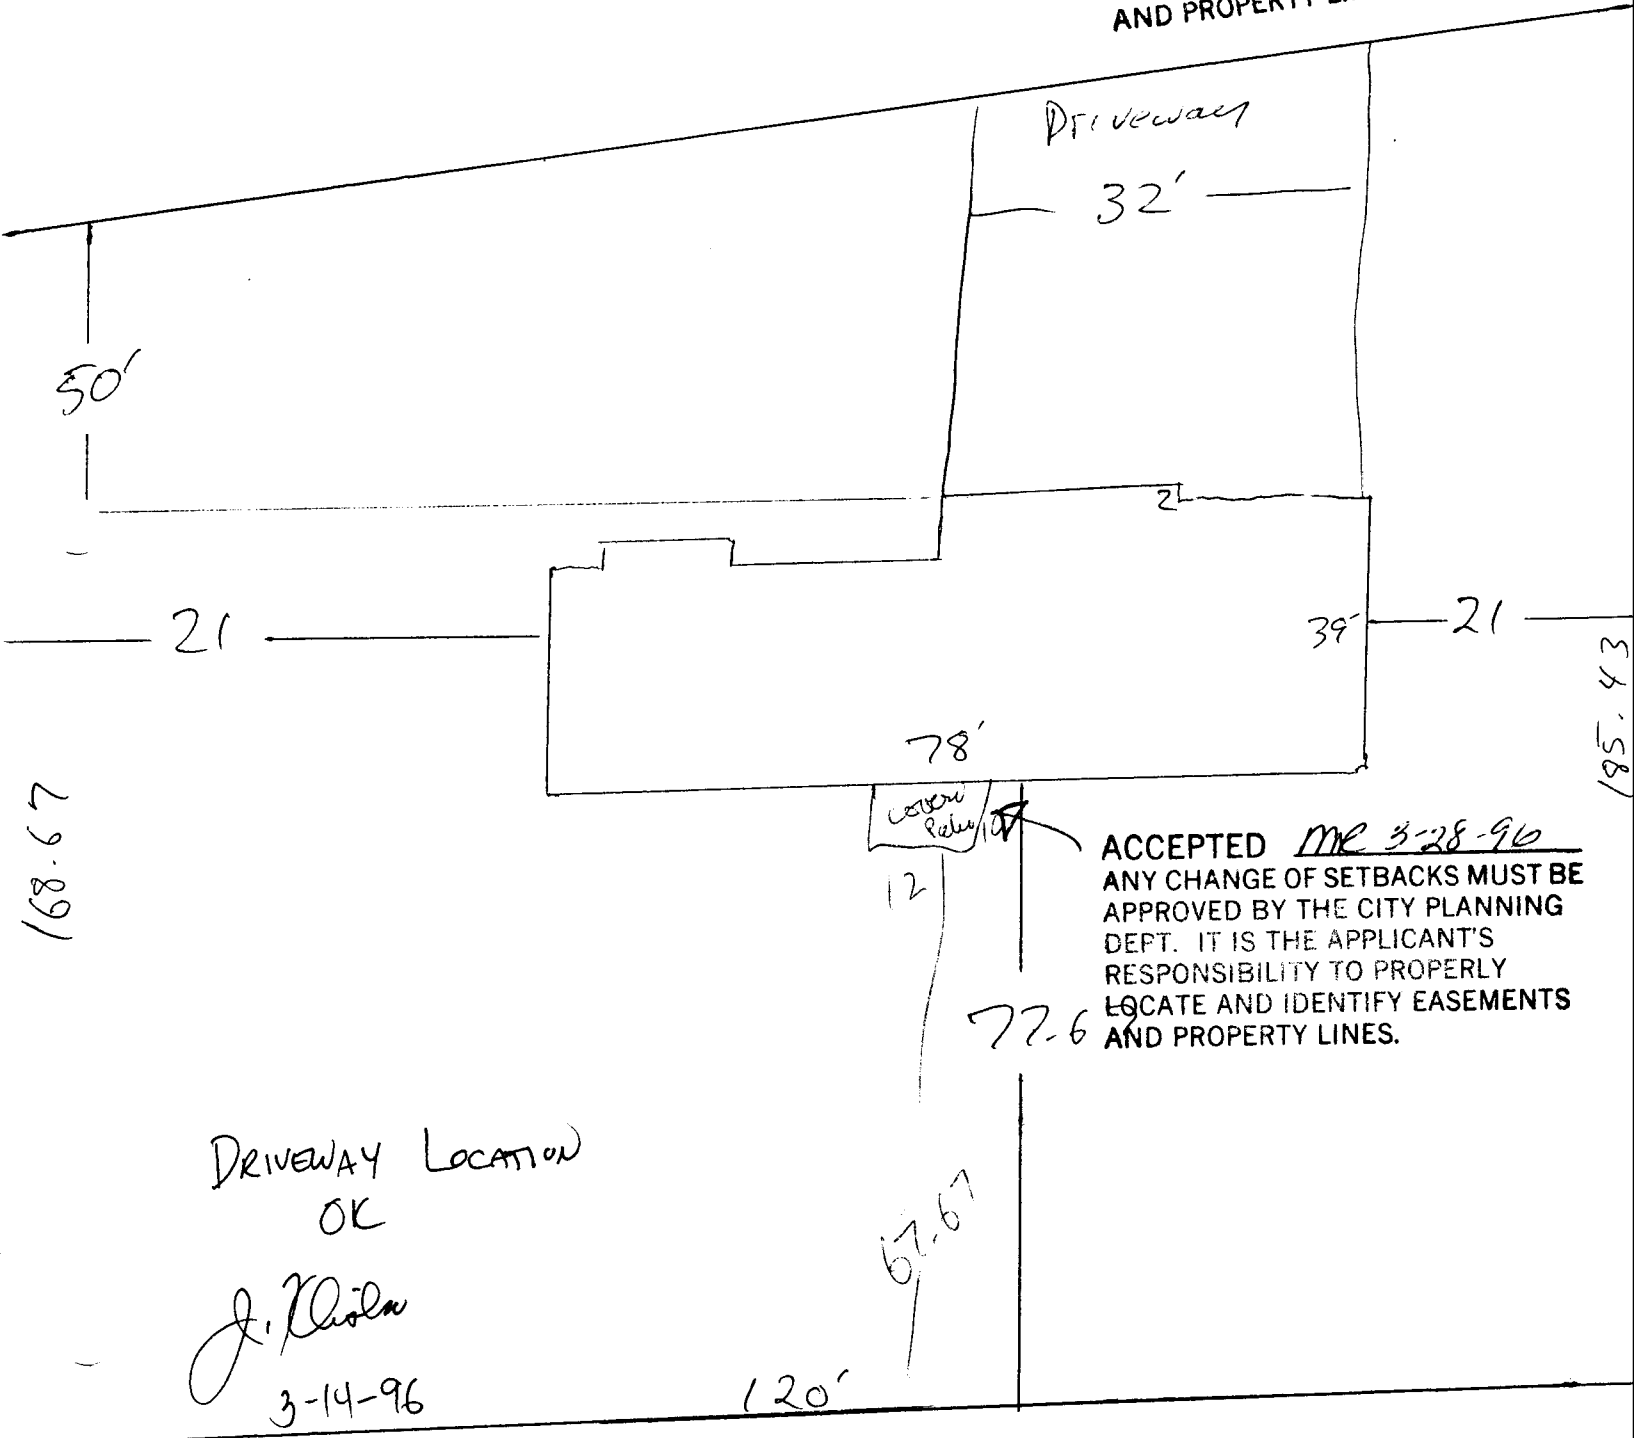 AND PROPERTY
Driveway
32'
50'
2
21
39'
21
185.43
78'
168.67
10
12
ACCEPTED 3-28-96
ANY CHANGE OF SETBACKS MUST BE
APPROVED BY THE CITY PLANNING
DEPT. IT IS THE APPLICANT'S
RESPONSIBILITY TO PROPERLY
LOCATE AND IDENTIFY EASEMENTS
AND PROPERTY LINES.
77.6
DRIVEWAY LOCATION
OK
67.67
3-14-96
120'